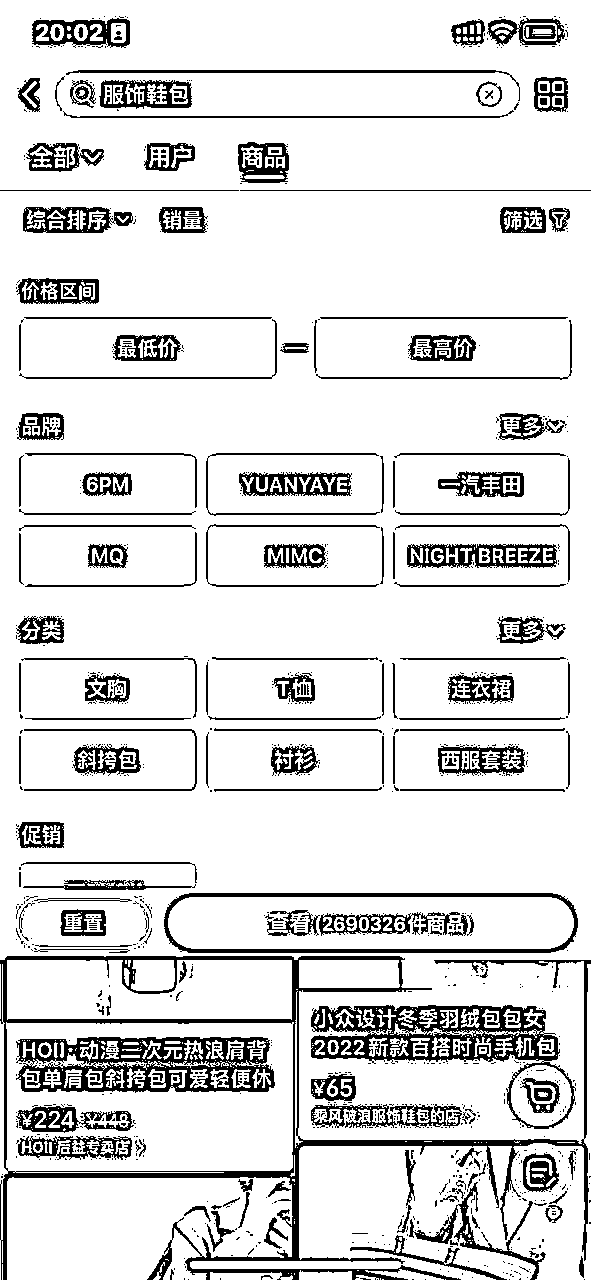 20:02
服饰鞋包
全部 用户 商品
综合排序 销量 筛选
价格区间
最低价 最高价
品牌 更多
6PM YUANYAYE 一汽丰田
MQ MIMC NIGHT BREEZE
分类 更多
文胸 T恤 连衣裙
斜挎包 衬衫 西服套装
促销
重置 查看(2690326件商品)
HOII·动漫二次元热浪肩背
包单肩包斜挎包可爱轻便休
¥224 ¥448
HOII后益专卖店
小众设计冬季羽绒包包女
2022新款百搭时尚手机包
¥65
乘风破浪服饰鞋包的店